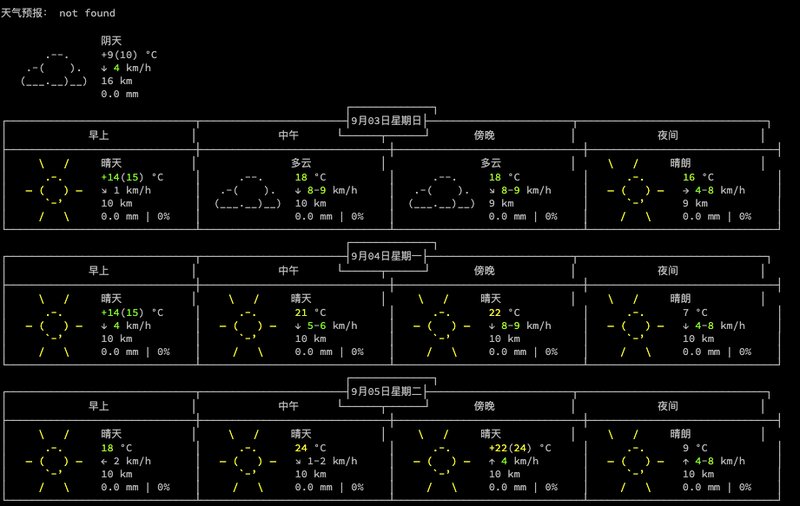 天气预报： not found
阴天
+9(10) °C
↓ 4 km/h
16 km
0.0 mm
9月03日星期日
早上 中午 傍晚 夜间
晴天 多云 多云 晴朗
+14(15) °C 18 °C 18 °C 16 °C
↘ 1 km/h ↓ 8-9 km/h ↘ 8-9 km/h → 4-8 km/h
10 km 10 km 9 km 9 km
0.0 mm | 0% 0.0 mm | 0% 0.0 mm | 0% 0.0 mm | 0%
9月04日星期一
早上 中午 傍晚 夜间
晴天 晴天 晴天 晴朗
+14(15) °C 21 °C 22 °C 7 °C
↓ 4 km/h ↓ 5-6 km/h ↓ 8-9 km/h ↓ 4-8 km/h
10 km 10 km 10 km 10 km
0.0 mm | 0% 0.0 mm | 0% 0.0 mm | 0% 0.0 mm | 0%
9月05日星期二
早上 中午 傍晚 夜间
晴天 晴天 晴天 晴朗
18 °C 24 °C +22(24) °C 9 °C
← 2 km/h ↘ 1-2 km/h ↑ 4 km/h ↑ 4-8 km/h
10 km 10 km 10 km 10 km
0.0 mm | 0% 0.0 mm | 0% 0.0 mm | 0% 0.0 mm | 0%